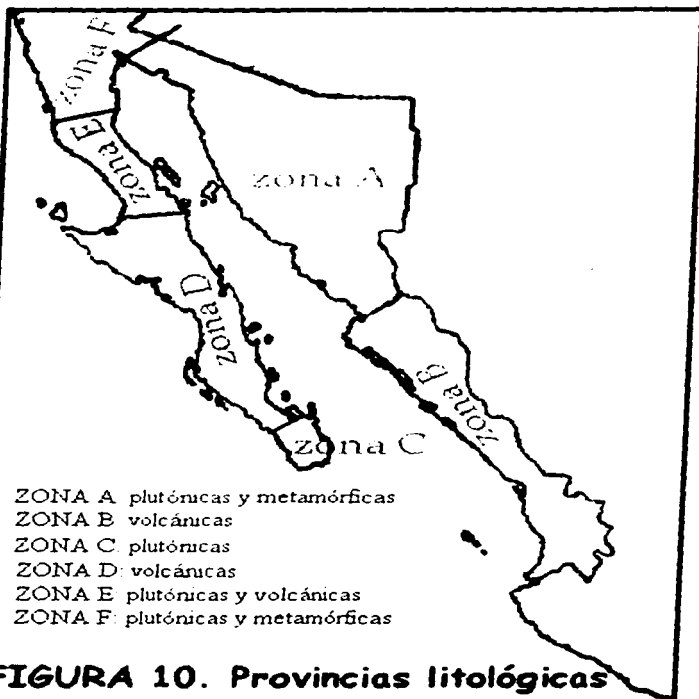 zona F
zona E
zona A
zona D
zona B
zona C
ZONA A: plutónicas y metamórficas
ZONA B: volcánicas
ZONA C: plutónicas
ZONA D: volcánicas
ZONA E: plutónicas y volcánicas
ZONA F: plutónicas y metamórficas
FIGURA 10. Provincias litológicas